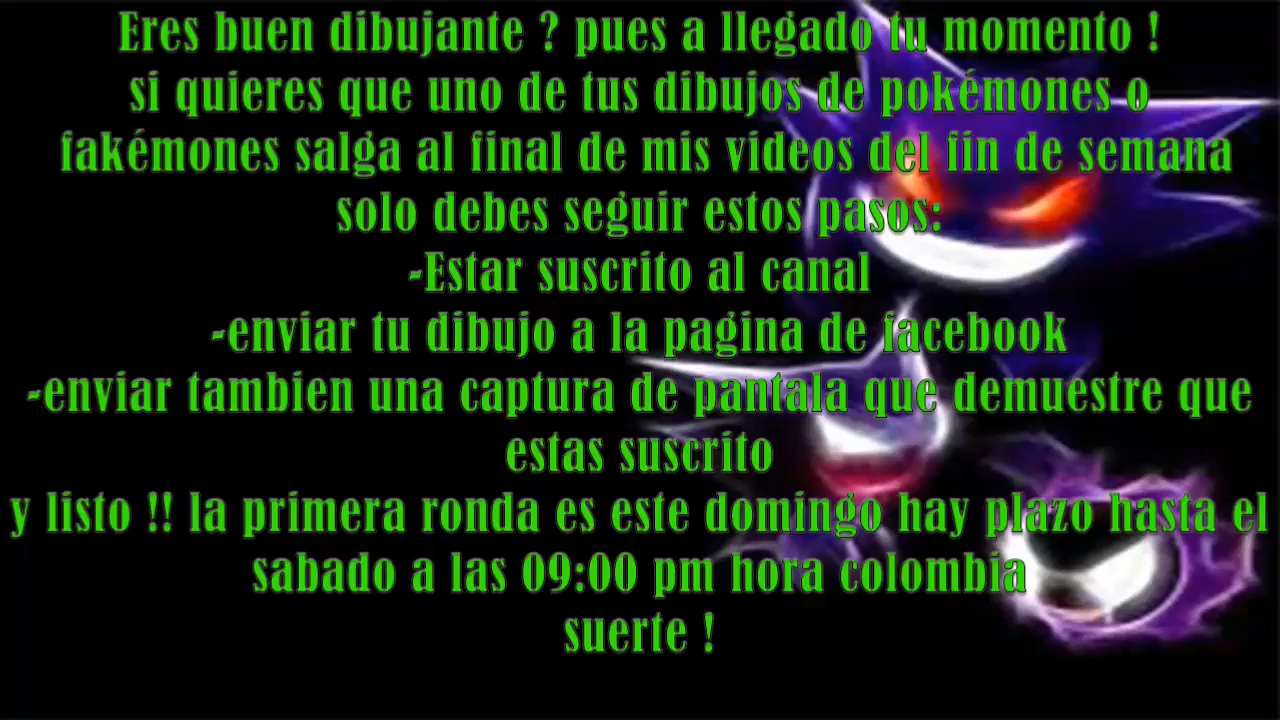 Eres buen dibujante ? pues a llegado tu momento !
si quieres que uno de tus dibujos de pokémones o
fakémones salga al final de mis videos del fin de semana
solo debes seguir estos pasos:
-Estar suscrito al canal
-enviar tu dibujo a la pagina de facebook
-enviar tambien una captura de pantala que demuestre que
estas suscrito
y listo !! la primera ronda es este domingo hay plazo hasta el
sabado a las 09:00 pm hora colombia
suerte !